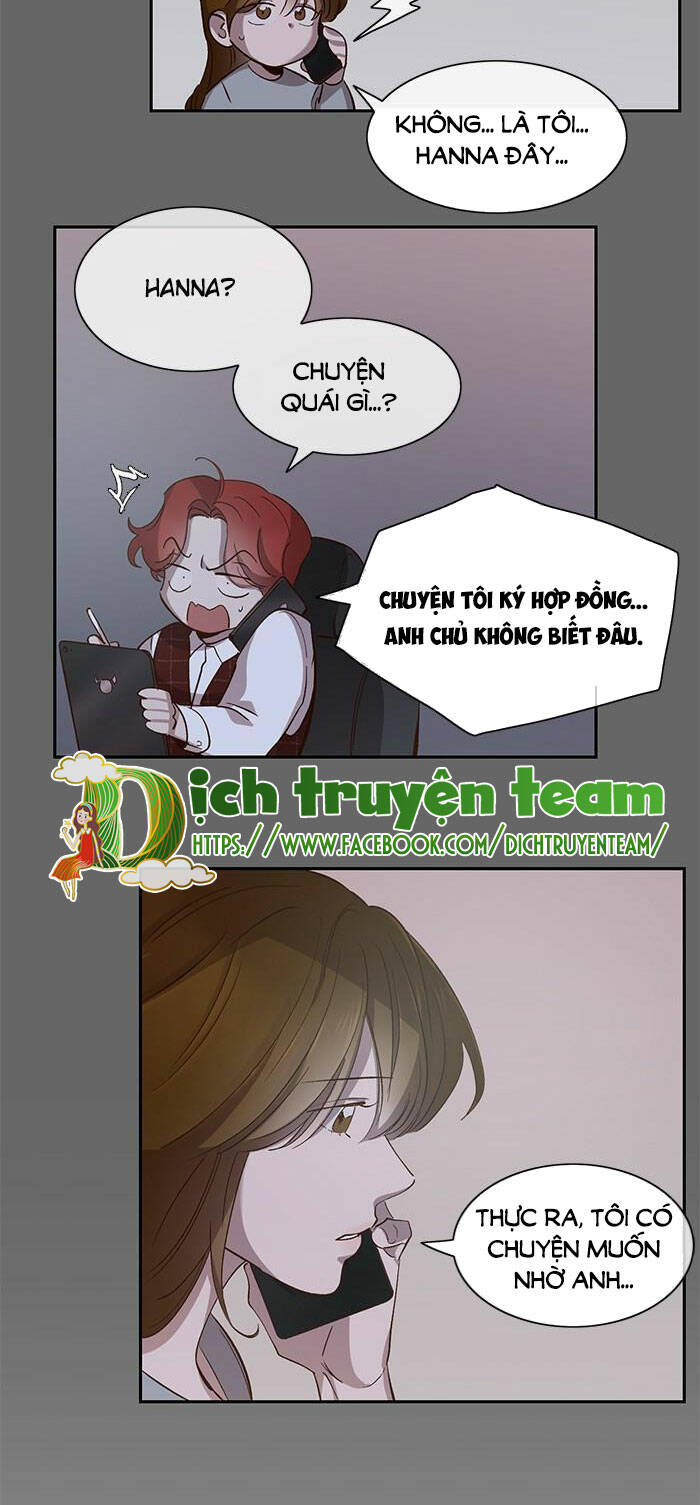 KHÔNG... LÀ TÔI...
HANNA ĐÂY...
HANNA?
CHUYỆN
QUÁI GÌ...?
CHUYỆN TÔI KÝ HỢP ĐỒNG...
ANH CHỦ KHÔNG BIẾT ĐÂU.
Dịch truyện team
HTTPS://WWW.FACEBOOK.COM/DICHTRUYENTEAM/
THỰC RA, TÔI CÓ
CHUYỆN MUỐN
NHỜ ANH...